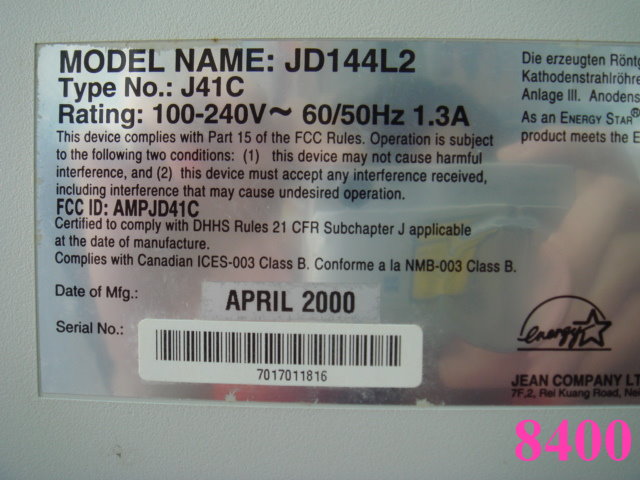 MODEL NAME: JD144L2
Type No.: J41C
Rating: 100-240V~ 60/50Hz 1.3A
This device complies with Part 15 of the FCC Rules. Operation is subject
to the following two conditions: (1) this device may not cause harmful
interference, and (2) this device must accept any interference received,
including interference that may cause undesired operation.
FCC ID: AMPJD41C
Certified to comply with DHHS Rules 21 CFR Subchapter J applicable
at the date of manufacture.
Complies with Canadian ICES-003 Class B. Conforme a la NMB-003 Class B.
Date of Mfg.: APRIL 2000
Serial No.:
7017011816
Die erzeugten Röntg
Kathodenstrahlröhre
Anlage III. Anodens
As an ENERGY STAR®
product meets the E
energy
JEAN COMPANY LT
7F,2, Rei Kuang Road, Nei
8400